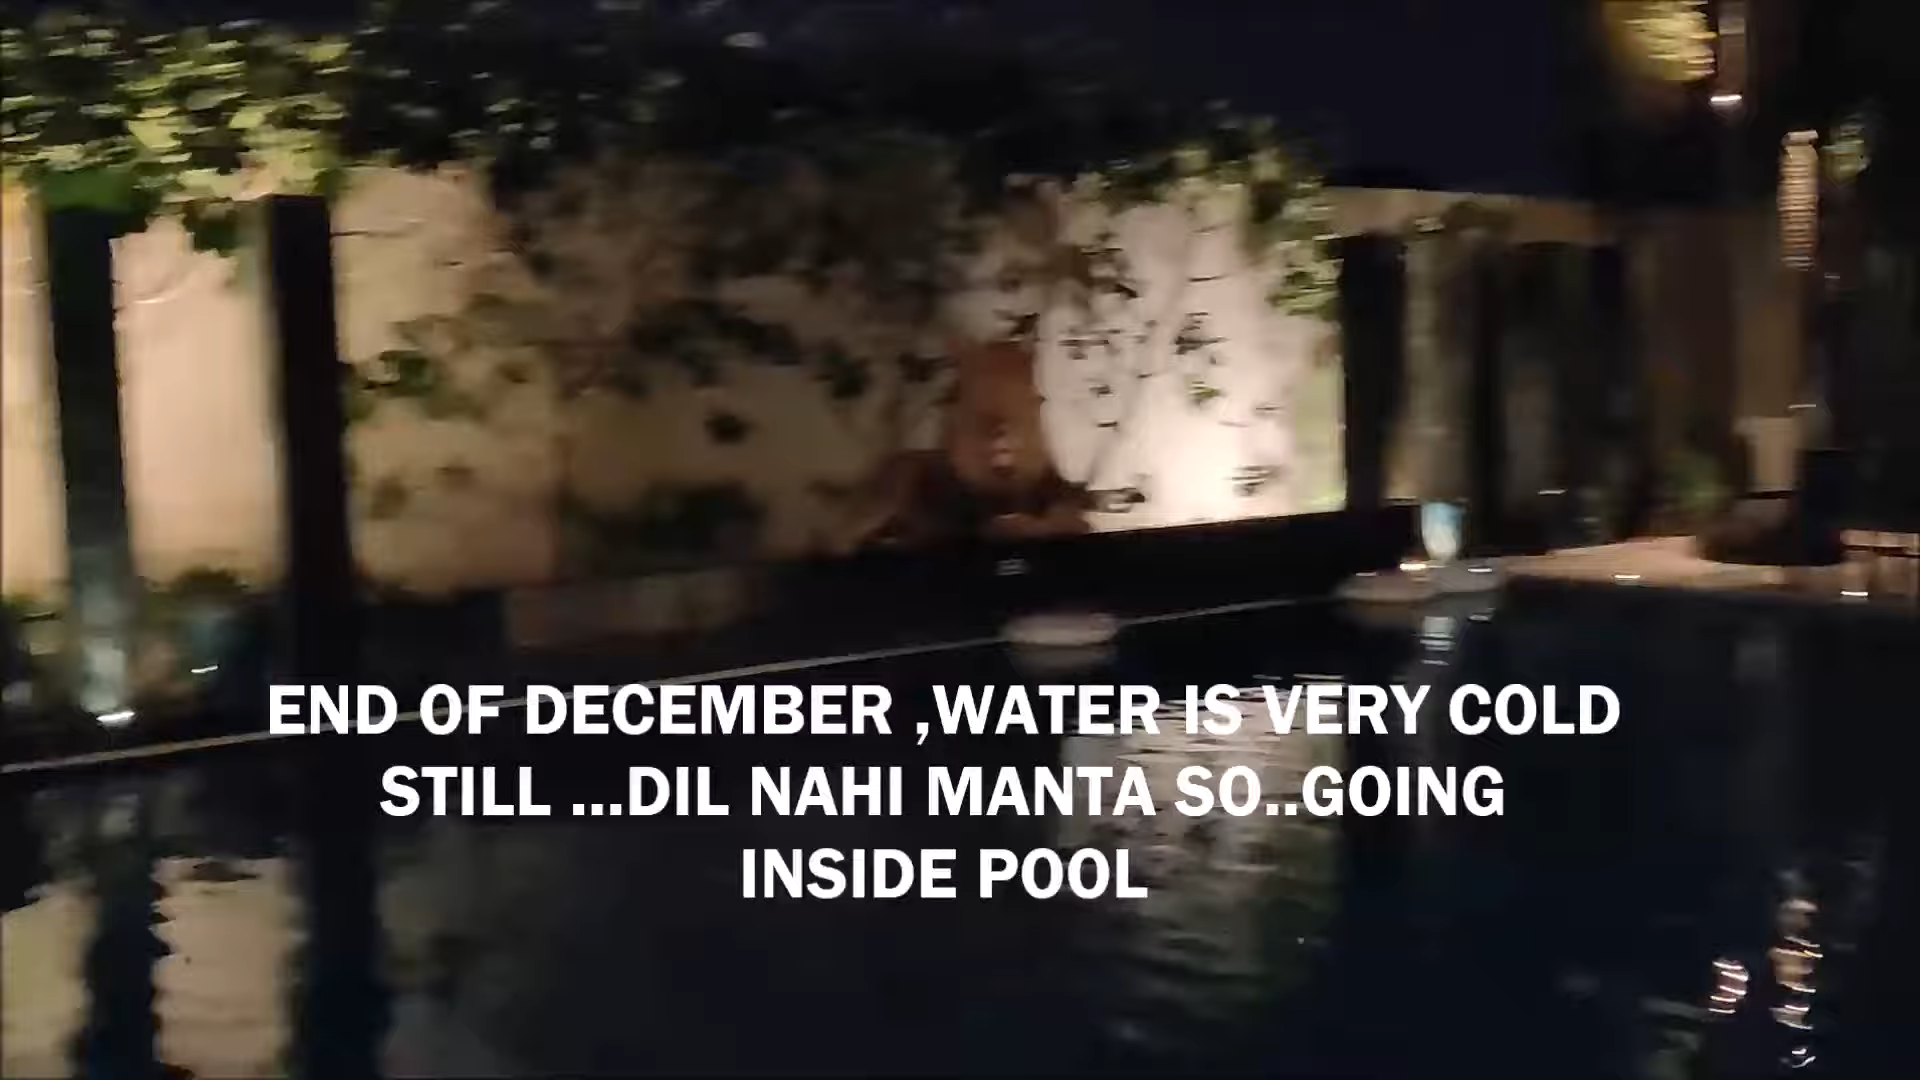 END OF DECEMBER ,WATER IS VERY COLD
STILL ...DIL NAHI MANTA SO..GOING
INSIDE POOL